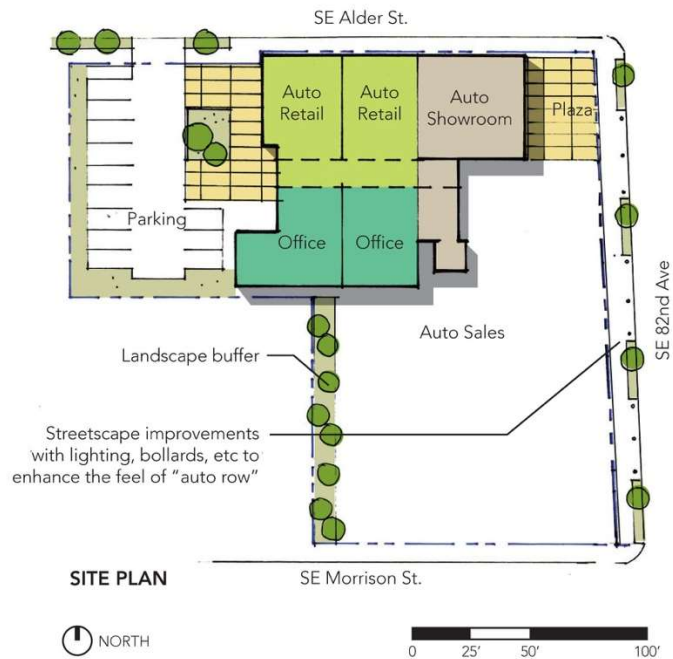 SE Alder St.
Auto
Retail
Auto
Retail
Auto
Showroom
Plaza
Parking
Office
Office
SE 82nd Ave
Auto Sales
Landscape buffer
Streetscape improvements
with lighting, bollards, etc to
enhance the feel of “auto row”
SITE PLAN
SE Morrison St.
NORTH
0 25’ 50’ 100’